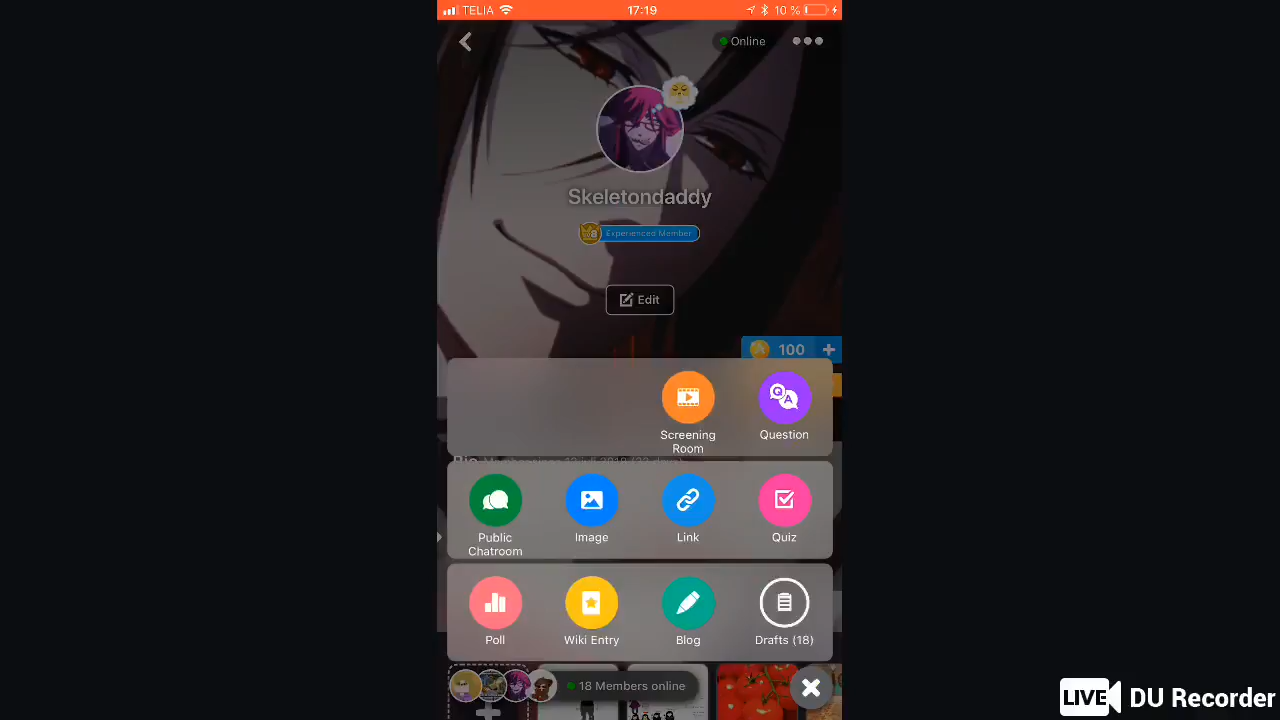 TELIA 17:19 10 %
Online
Skeletondaddy
Experienced Member
Edit
100
Screening
Room
Question
Public
Chatroom
Image
Link
Quiz
Poll
Wiki Entry
Blog
Drafts (18)
18 Members online
LIVE DU Recorder